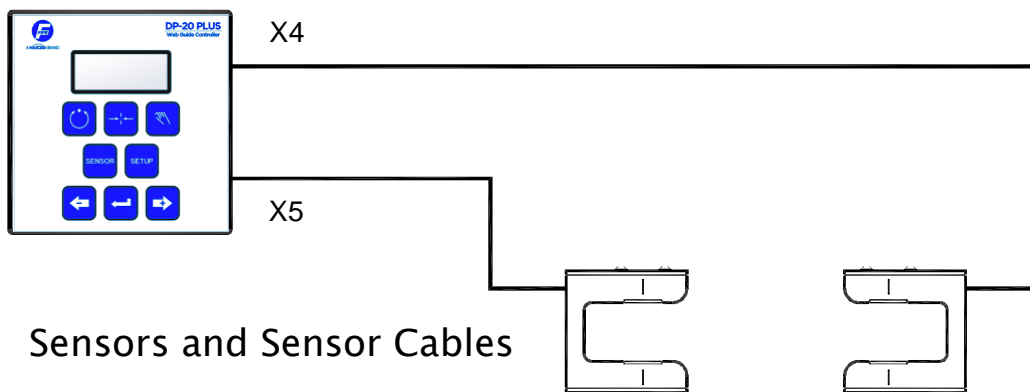 DP-20 PLUS
Web Guide Controller
X4
SENSOR SETUP
X5
Sensors and Sensor Cables